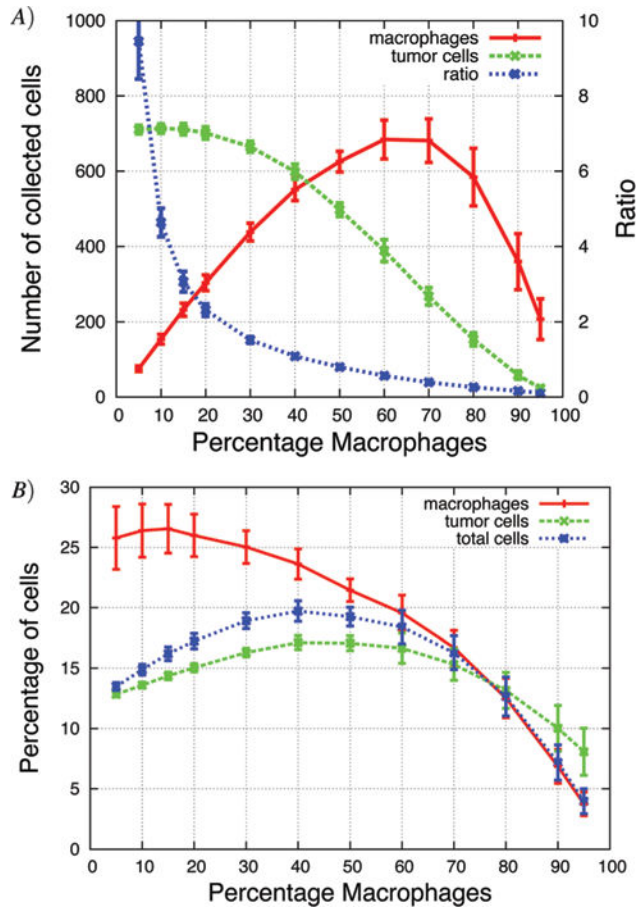 A)
1000
800
600
400
200
0
Number of collected cells
macrophages
tumor cells
ratio
10
8
6
4
2
0
Ratio
0 10 20 30 40 50 60 70 80 90 100
Percentage Macrophages
B)
30
25
20
15
10
5
0
Percentage of cells
macrophages
tumor cells
total cells
0 10 20 30 40 50 60 70 80 90 100
Percentage Macrophages